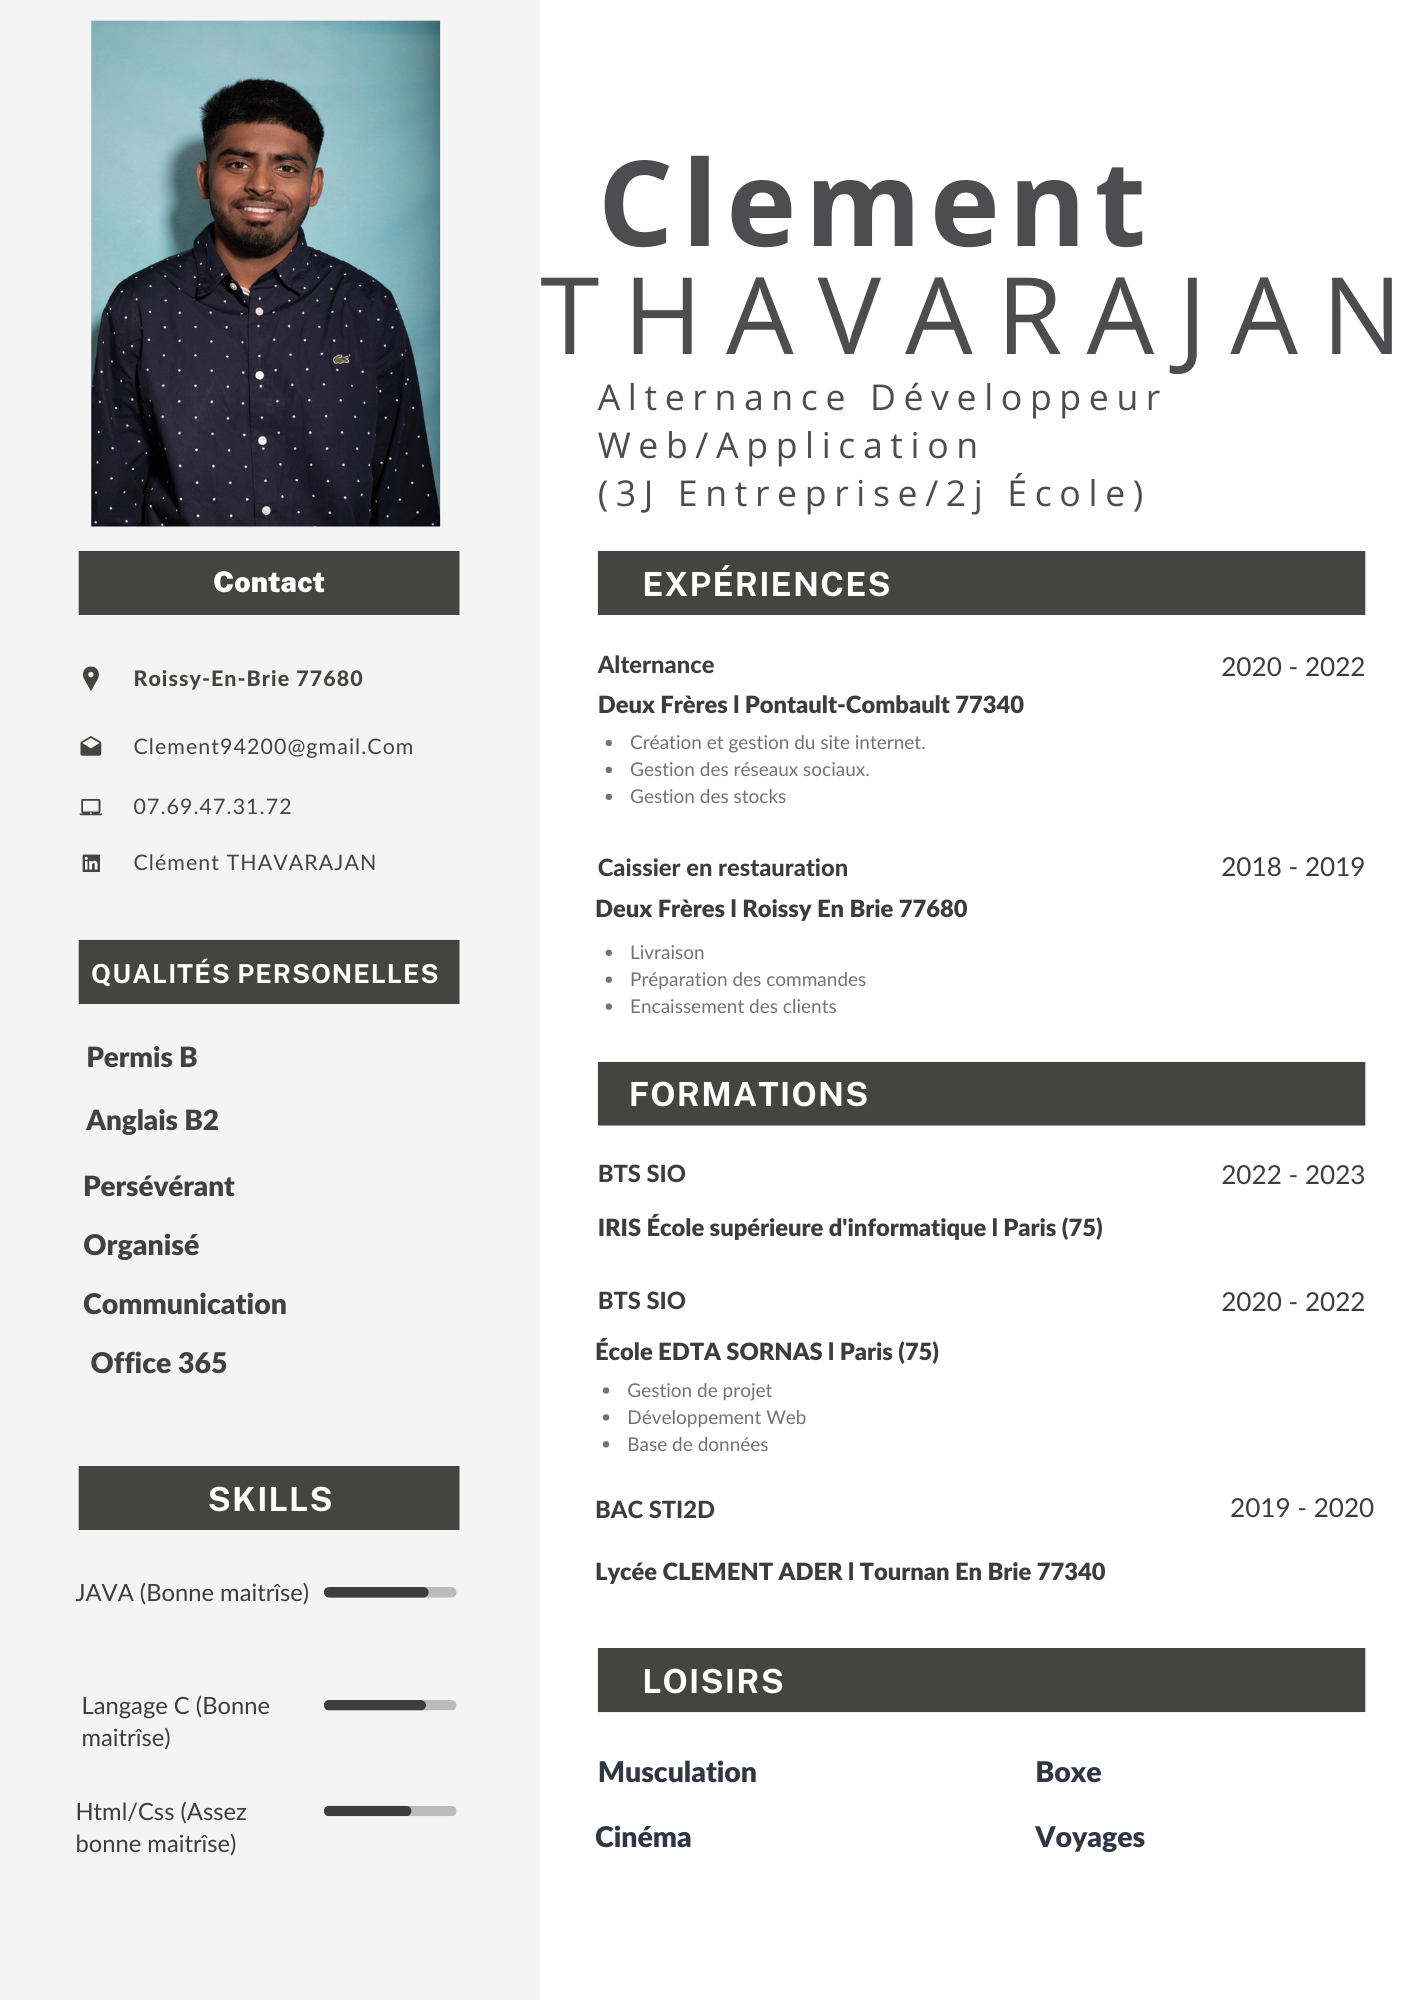 Clement
THAVARAJAN
Alternance Développeur
Web/Application
(3J Entreprise/2j École)
Contact
Roissy-En-Brie 77680
Clement94200@gmail.Com
07.69.47.31.72
Clément THAVARAJAN
QUALITÉS PERSONELLES
Permis B
Anglais B2
Persévérant
Organisé
Communication
Office 365
SKILLS
JAVA (Bonne maitrîse)
Langage C (Bonne
maitrîse)
Html/Css (Assez
bonne maitrîse)
EXPÉRIENCES
Alternance 2020 - 2022
Deux Frères l Pontault-Combault 77340
• Création et gestion du site internet.
• Gestion des réseaux sociaux.
• Gestion des stocks
Caissier en restauration 2018 - 2019
Deux Frères l Roissy En Brie 77680
• Livraison
• Préparation des commandes
• Encaissement des clients
FORMATIONS
BTS SIO 2022 - 2023
IRIS École supérieure d'informatique l Paris (75)
BTS SIO 2020 - 2022
École EDTA SORNAS l Paris (75)
• Gestion de projet
• Développement Web
• Base de données
BAC STI2D 2019 - 2020
Lycée CLEMENT ADER l Tournan En Brie 77340
LOISIRS
Musculation Boxe
Cinéma Voyages